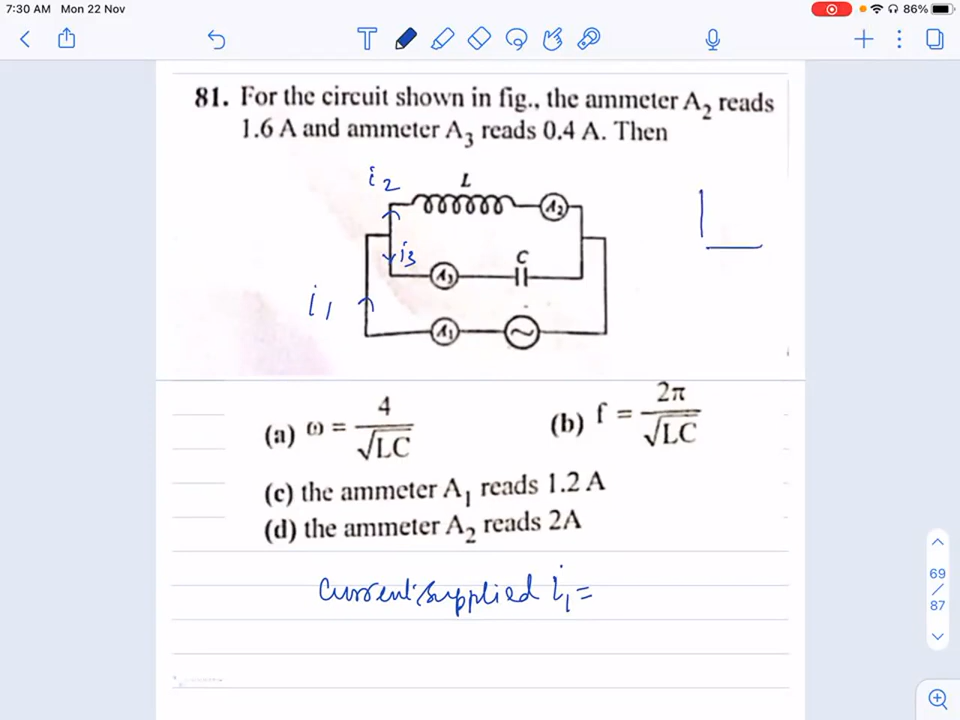 7:30 AM Mon 22 Nov
86%
81. For the circuit shown in fig., the ammeter A₂ reads
1.6 A and ammeter A₃ reads 0.4 A. Then
i₂
L
A₂
i₃
C
A₃
i₁
A₁
(a) ω = 4/√LC
(b) f = 2π/√LC
(c) the ammeter A₁ reads 1.2 A
(d) the ammeter A₂ reads 2A
Current supplied i₁ =
69
/
87